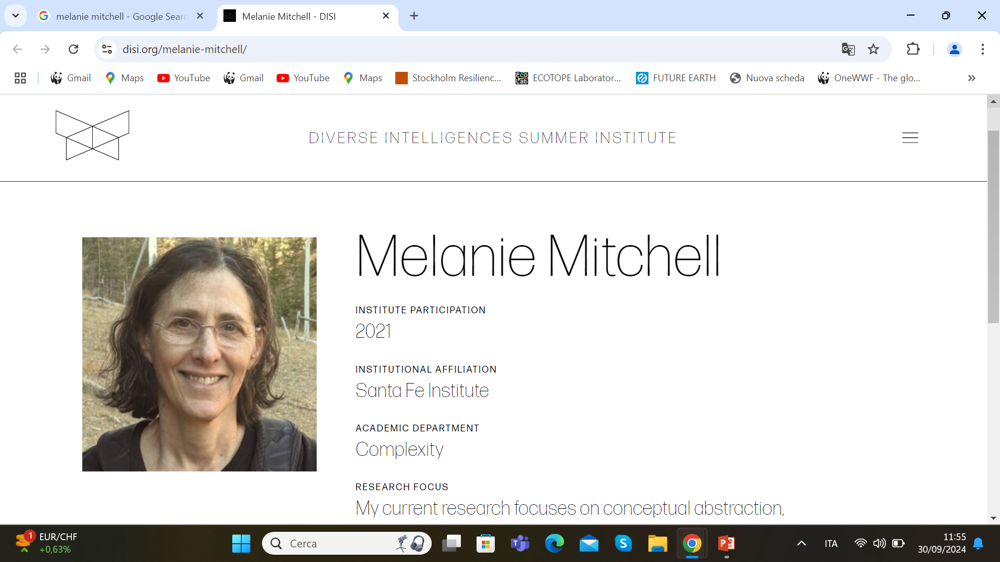 melanie mitchell - Google Sear
Melanie Mitchell - DISI
disi.org/melanie-mitchell/
Gmail
Maps
YouTube
Gmail
YouTube
Maps
Stockholm Resilienc...
ECOTOPE Laborator...
FUTURE EARTH
Nuova scheda
OneWWF - The glo...
DIVERSE INTELLIGENCES SUMMER INSTITUTE
Melanie Mitchell
INSTITUTE PARTICIPATION
2021
INSTITUTIONAL AFFILIATION
Santa Fe Institute
ACADEMIC DEPARTMENT
Complexity
RESEARCH FOCUS
My current research focuses on conceptual abstraction,
1
EUR/CHF
+0,63%
Cerca
ITA
11:55
30/09/2024